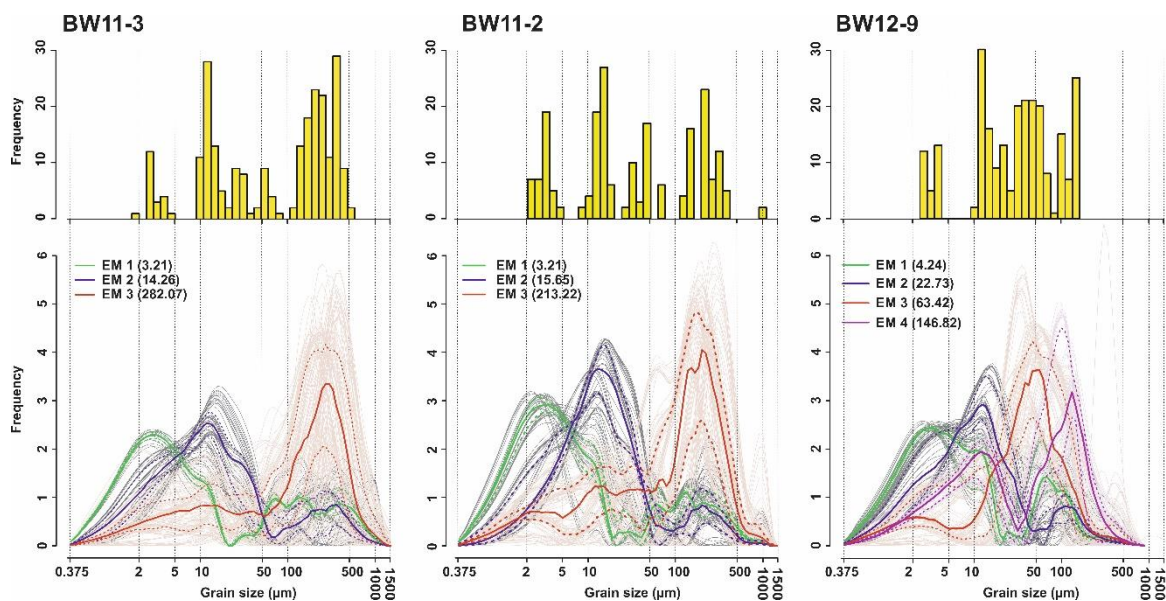 BW11-3
BW11-2
BW12-9
Frequency
30
20
10
0
30
20
10
0
30
20
10
0
Frequency
6
5
4
3
2
1
0
EM 1 (3.21)
EM 2 (14.26)
EM 3 (282.07)
6
5
4
3
2
1
0
EM 1 (3.21)
EM 2 (15.65)
EM 3 (213.22)
6
5
4
3
2
1
0
EM 1 (4.24)
EM 2 (22.73)
EM 3 (63.42)
EM 4 (146.82)
0.375 2 5 10 50 100 500 10000 15000
Grain size (µm)
0.375 2 5 10 50 100 500 10000 15000
Grain size (µm)
0.375 2 5 10 50 100 500 10000
Grain size (µm)